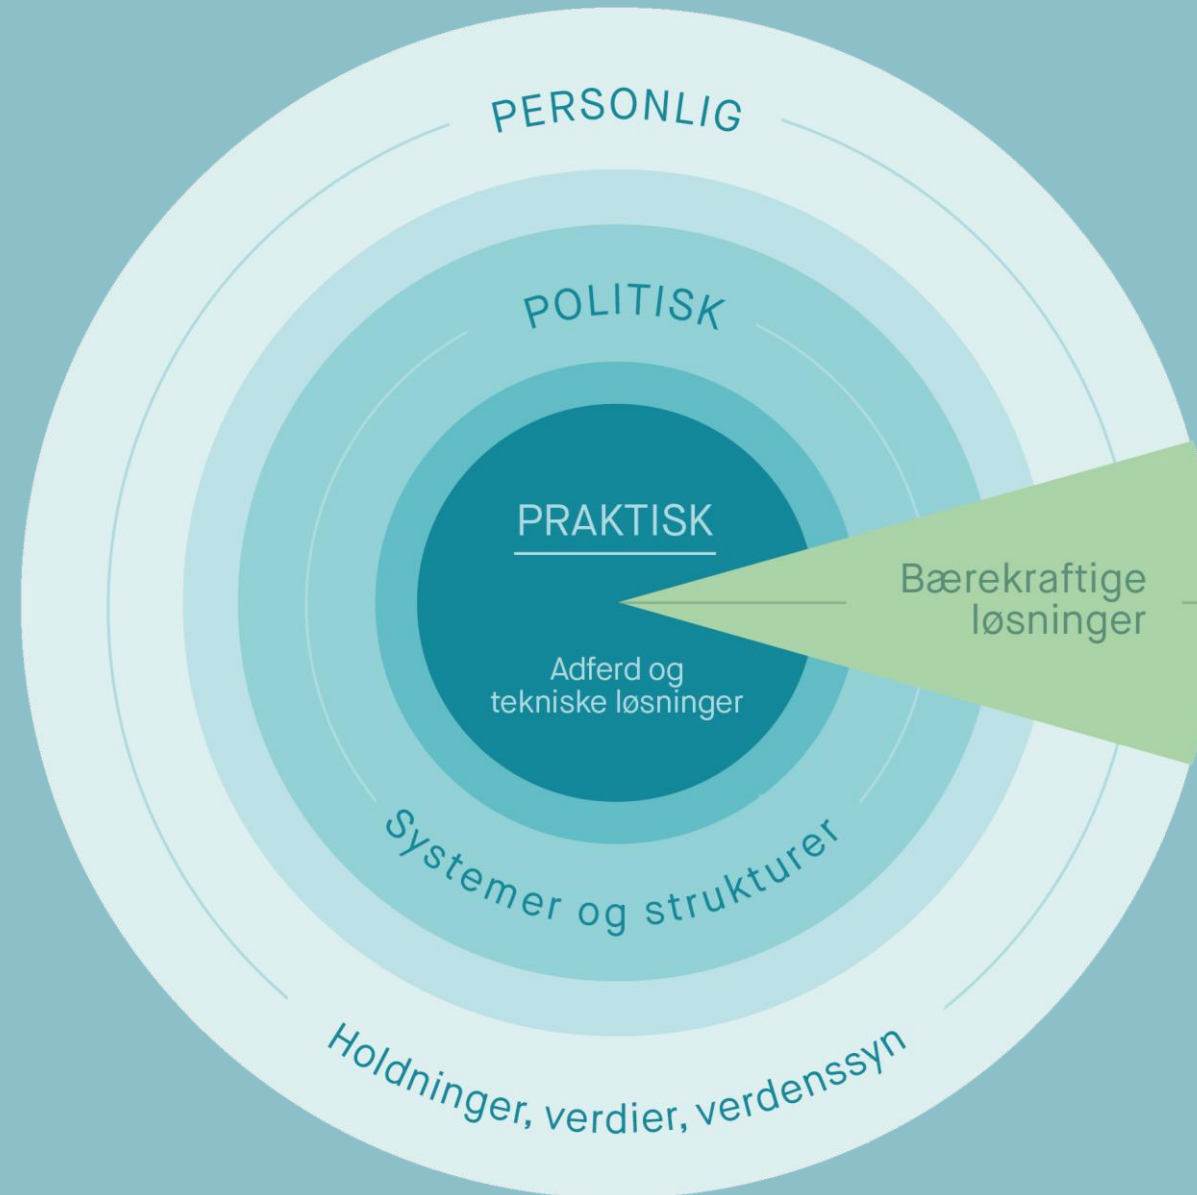 PERSONLIG
POLITISK
PRAKTISK
Adferd og
tekniske løsninger
Bærekraftige
løsninger
Systemer og strukturer
Holdninger, verdier, verdenssyn